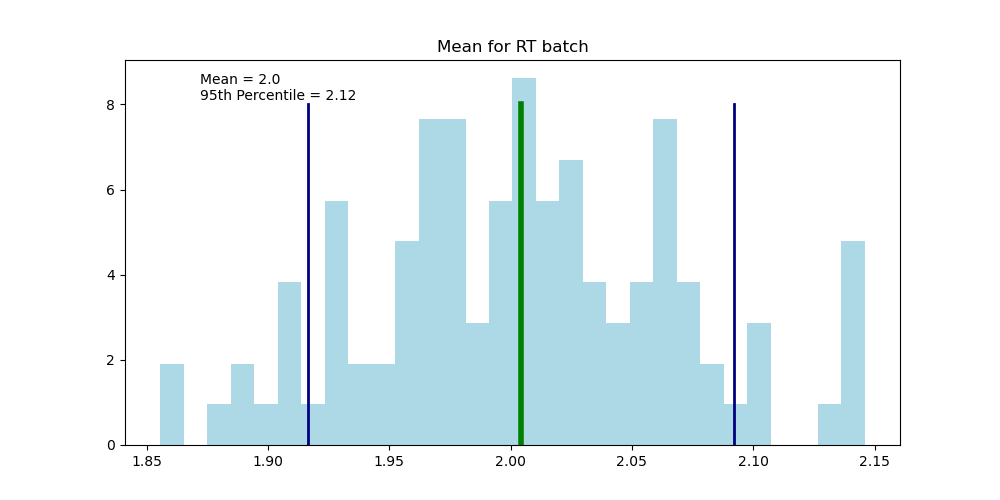 Mean for RT batch
Mean = 2.0
95th Percentile = 2.12
8
6
4
2
0
1.85 1.90 1.95 2.00 2.05 2.10 2.15